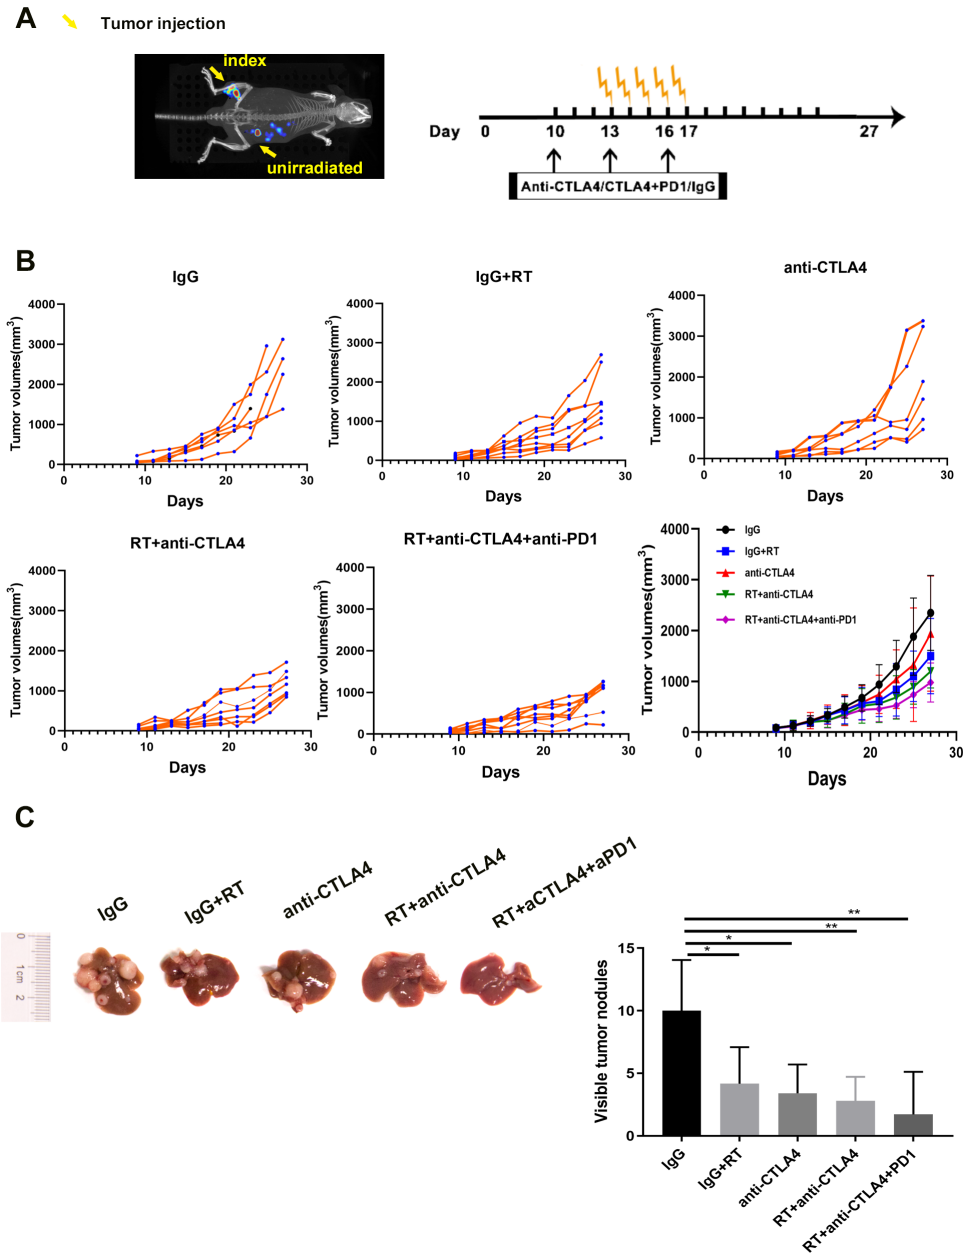 A
Tumor injection
index
unirradiated
Day 0 10 13 16 17 27
Anti-CTLA4/CTLA4+PD1/IgG
B
IgG
Tumor volumes(mm3)
4000
3000
2000
1000
0
0 10 20 30
Days
IgG+RT
Tumor volumes(mm3)
4000
3000
2000
1000
0
0 10 20 30
Days
anti-CTLA4
Tumor volumes(mm3)
4000
3000
2000
1000
0
0 10 20 30
Days
RT+anti-CTLA4
Tumor volumes(mm3)
4000
3000
2000
1000
0
0 10 20 30
Days
RT+anti-CTLA4+anti-PD1
Tumor volumes(mm3)
4000
3000
2000
1000
0
0 10 20 30
Days
Tumor volumes(mm3)
4000
3000
2000
1000
0
IgG
IgG+RT
anti-CTLA4
RT+anti-CTLA4
RT+anti-CTLA4+anti-PD1
0 10 20 30
Days
C
IgG
IgG+RT
anti-CTLA4
RT+anti-CTLA4
RT+aCTLA4+aPD1
0
1cm
2
Visible tumor nodules
15
10
5
0
**
**
*
*
IgG
IgG+RT
anti-CTLA4
RT+anti-CTLA4
RT+anti-CTLA4+PD1